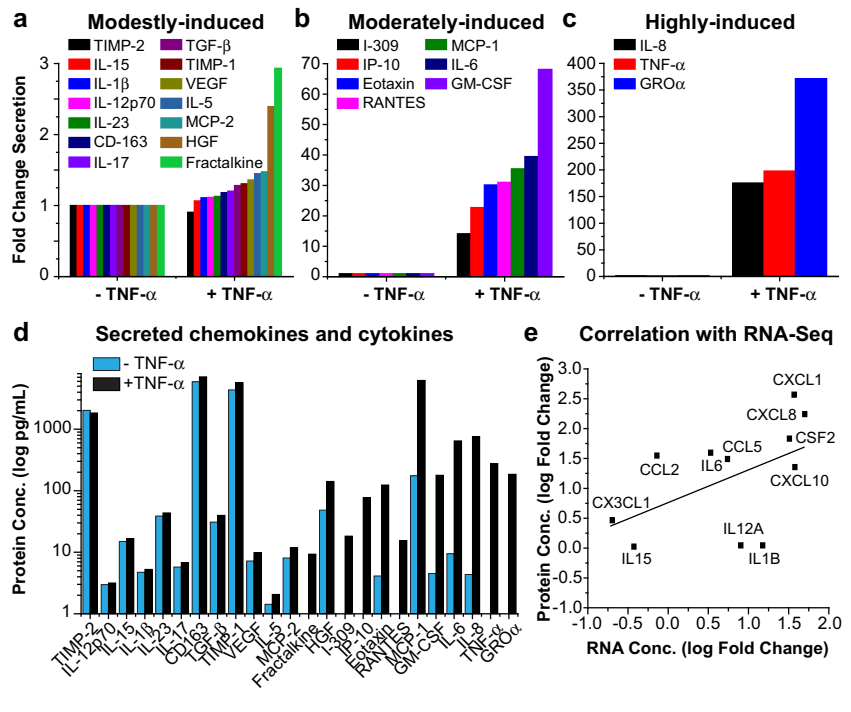 a Modestly-induced
TIMP-2
IL-15
IL-1β
IL-12p70
IL-23
CD-163
IL-17
TGF-β
TIMP-1
VEGF
IL-5
MCP-2
HGF
Fractalkine
Fold Change Secretion
3
2
1
0
- TNF-α + TNF-α
b Moderately-induced
I-309
IP-10
Eotaxin
RANTES
MCP-1
IL-6
GM-CSF
70
60
50
40
30
20
10
0
- TNF-α + TNF-α
c Highly-induced
IL-8
TNF-α
GROα
400
350
300
250
200
150
100
50
0
- TNF-α + TNF-α
d Secreted chemokines and cytokines
- TNF-α
+TNF-α
Protein Conc. (log pg/mL)
1000
100
10
1
TIMP-2
IL-12p70
IL-15
IL-1β
IL-23
IL-17
CD163
TGF-β
TIMP-1
VEGF
IL-5
MCP-2
Fractalkine
HGF
I-309
IP-10
Eotaxin
RANTES
MCP-1
GM-CSF
IL-6
IL-8
TNF-α
GROα
e Correlation with RNA-Seq
Protein Conc. (log Fold Change)
3.0
2.5
2.0
1.5
1.0
0.5
0.0
-0.5
-1.0
CXCL1
CXCL8
CSF2
CCL5
IL6
CCL2
CXCL10
CX3CL1
IL12A
IL15
IL1B
-1.0 -0.5 0.0 0.5 1.0 1.5 2.0
RNA Conc. (log Fold Change)